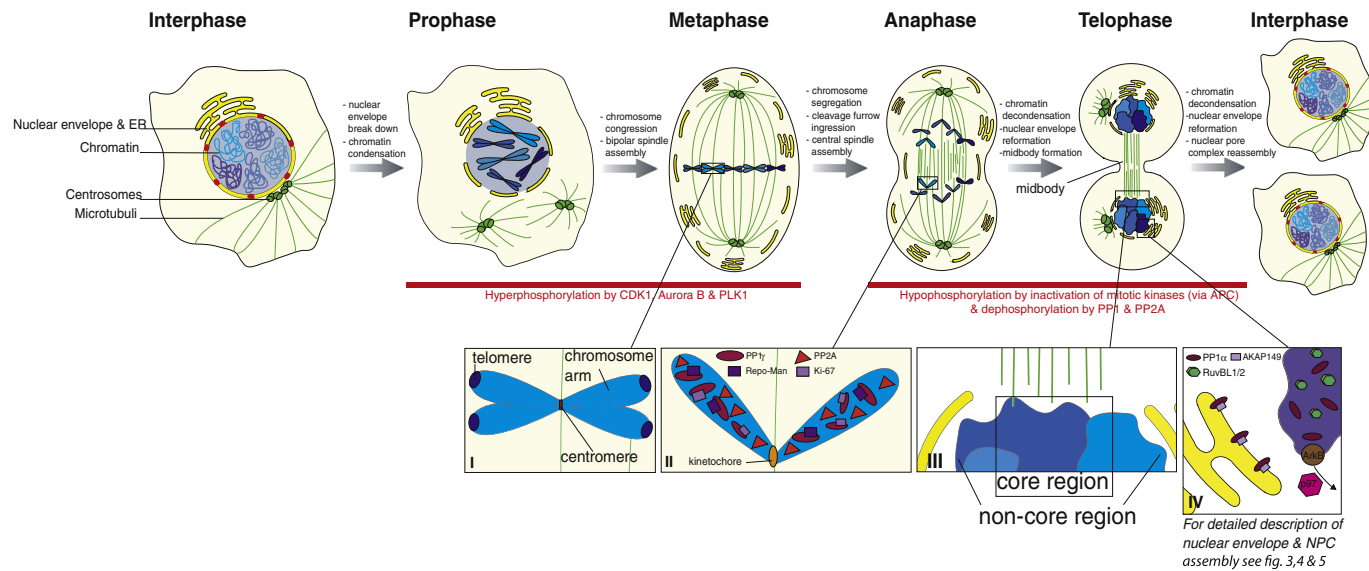 Interphase
Prophase
Metaphase
Anaphase
Telophase
Interphase
Nuclear envelope & ER
Chromatin
Centrosomes
Microtubuli
- nuclear
envelope
break down
- chromatin
condensation
- chromosome
congression
- bipolar spindle
assembly
- chromosome
segregation
- cleavage furrow
ingression
- central spindle
assembly
- chromatin
decondensation
-nuclear envelope
reformation
-midbody formation
midbody
- chromatin
decondensation
-nuclear envelope
reformation
- nuclear pore
complex reassembly
Hyperphosphorylation by CDK1, Aurora B & PLK1
Hypophosphorylation by inactivation of mitotic kinases (via APC)
& dephosphorylation by PP1 & PP2A
telomere
chromosome
arm
centromere
I
PP1γ
PP2A
Repo-Man
Ki-67
kinetochore
II
III
core region
non-core region
PP1α
AKAP149
RuvBL1/2
ArkB
p97
IV
For detailed description of
nuclear envelope & NPC
assembly see fig. 3,4 & 5